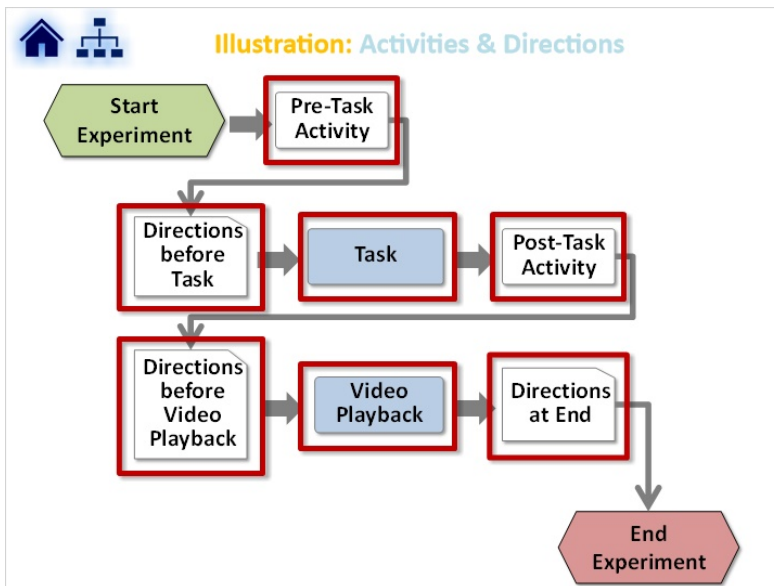 Illustration: Activities & Directions
Start
Experiment
Pre-Task
Activity
Directions
before
Task
Task
Post-Task
Activity
Directions
before
Video
Playback
Video
Playback
Directions
at End
End
Experiment